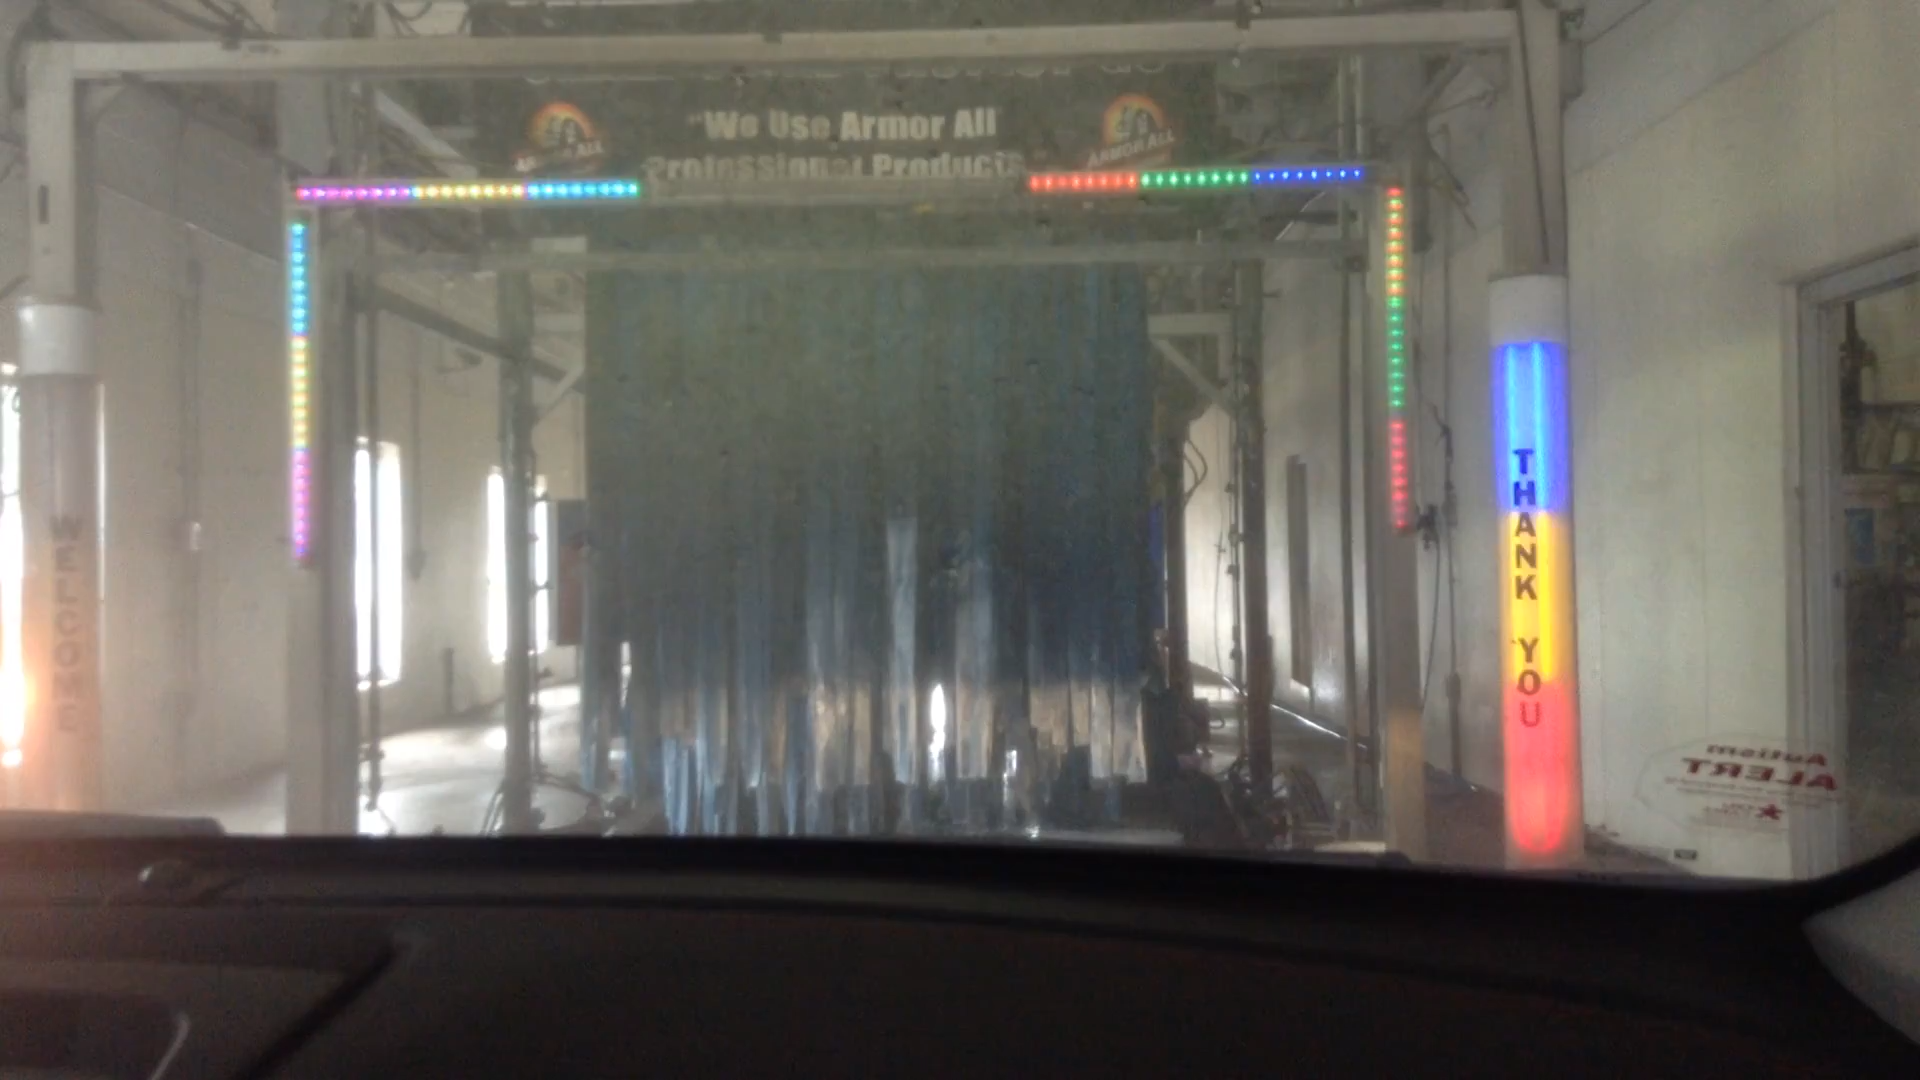 "We Use Armor All
Professional Products"
ARMOR ALL
ARMOR ALL
WELCOME
THANK YOU
Autism
ALERT